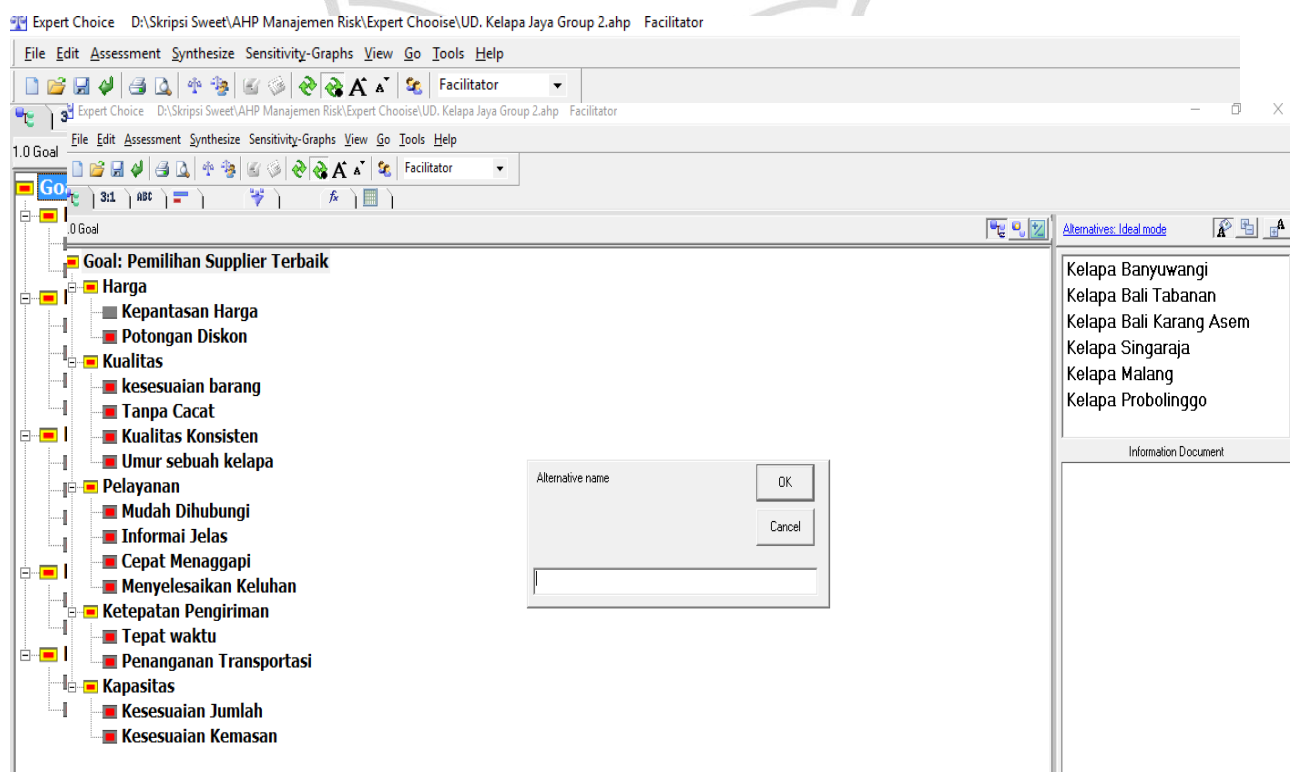 Expert Choice D:\Skripsi Sweet\AHP Manajemen Risk\Expert Chooise\UD. Kelapa Jaya Group 2.ahp Facilitator
File Edit Assessment Synthesize Sensitivity-Graphs View Go Tools Help
A A Facilitator
3
1.0 Goal
Goa
Expert Choice D:\Skripsi Sweet\AHP Manajemen Risk\Expert Chooise\UD. Kelapa Jaya Group 2.ahp Facilitator
File Edit Assessment Synthesize Sensitivity-Graphs View Go Tools Help
A A Facilitator
3:1 ABC fx
.0 Goal
Goal: Pemilihan Supplier Terbaik
Harga
Kepantasan Harga
Potongan Diskon
Kualitas
kesesuaian barang
Tanpa Cacat
Kualitas Konsisten
Umur sebuah kelapa
Pelayanan
Mudah Dihubungi
Informai Jelas
Cepat Menaggapi
Menyelesaikan Keluhan
Ketepatan Pengiriman
Tepat waktu
Penanganan Transportasi
Kapasitas
Kesesuaian Jumlah
Kesesuaian Kemasan
Alternative name
OK
Cancel
Alternatives: Ideal mode
A A
Kelapa Banyuwangi
Kelapa Bali Tabanan
Kelapa Bali Karang Asem
Kelapa Singaraja
Kelapa Malang
Kelapa Probolinggo
Information Document